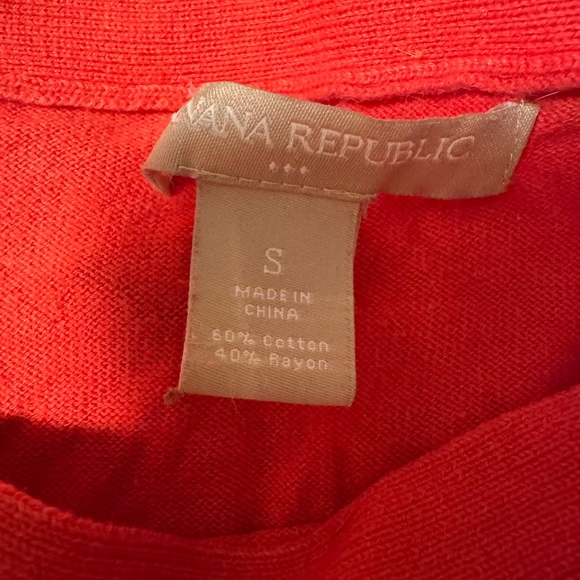 NANA REPUBLIC
S
MADE IN
CHINA
60% Cotton
40% Rayon